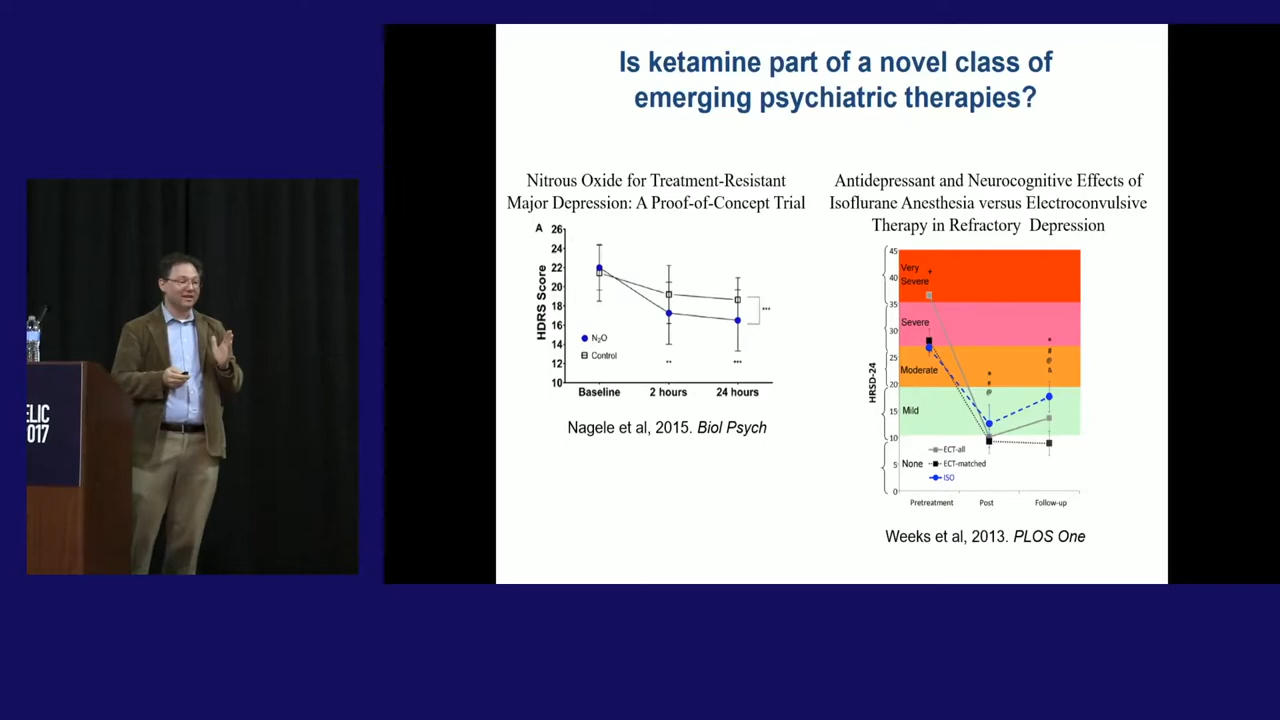 Is ketamine part of a novel class of
emerging psychiatric therapies?
Nitrous Oxide for Treatment-Resistant
Major Depression: A Proof-of-Concept Trial
A
26
24
22
20
18
16
14
12
10
HDRS Score
N₂O
Control
***
**
***
Baseline
2 hours
24 hours
Nagele et al, 2015. Biol Psych
Antidepressant and Neurocognitive Effects of
Isoflurane Anesthesia versus Electroconvulsive
Therapy in Refractory Depression
45
40
35
30
25
20
15
10
5
0
HRSD-24
Very
Severe
+
Severe
Moderate
Mild
None
*
#
@
*
#
@
&
ECT-all
ECT-matched
ISO
Pretreatment
Post
Follow-up
Weeks et al, 2013. PLOS One
ELIC
017